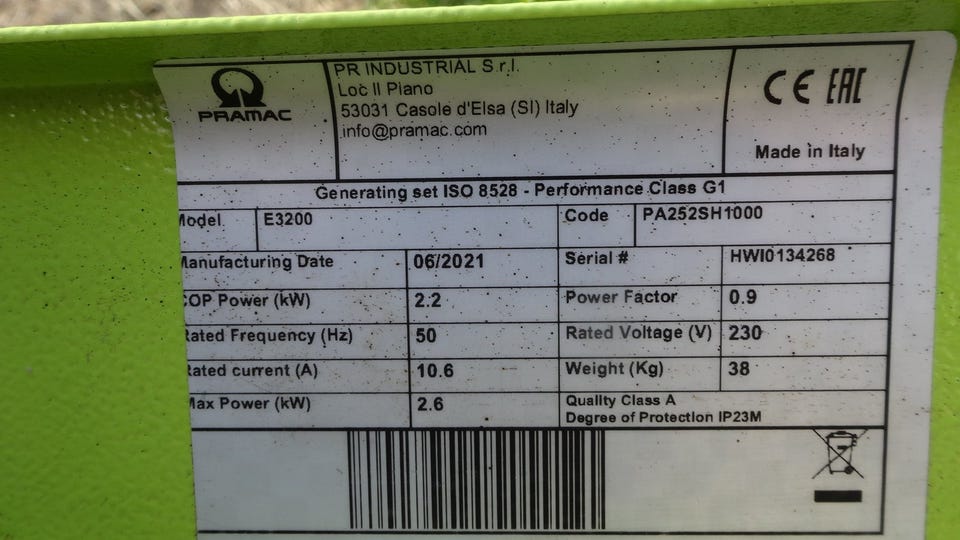 PRAMAC
PR INDUSTRIAL S.r.l.
Loc Il Piano
53031 Casole d'Elsa (SI) Italy
info@pramac.com
CE EAC
Made in Italy
Generating set ISO 8528 - Performance Class G1
Model E3200 Code PA252SH1000
Manufacturing Date 06/2021 Serial # HWI0134268
COP Power (kW) 2.2 Power Factor 0.9
Rated Frequency (Hz) 50 Rated Voltage (V) 230
Rated current (A) 10.6 Weight (Kg) 38
Max Power (kW) 2.6 Quality Class A
Degree of Protection IP23M